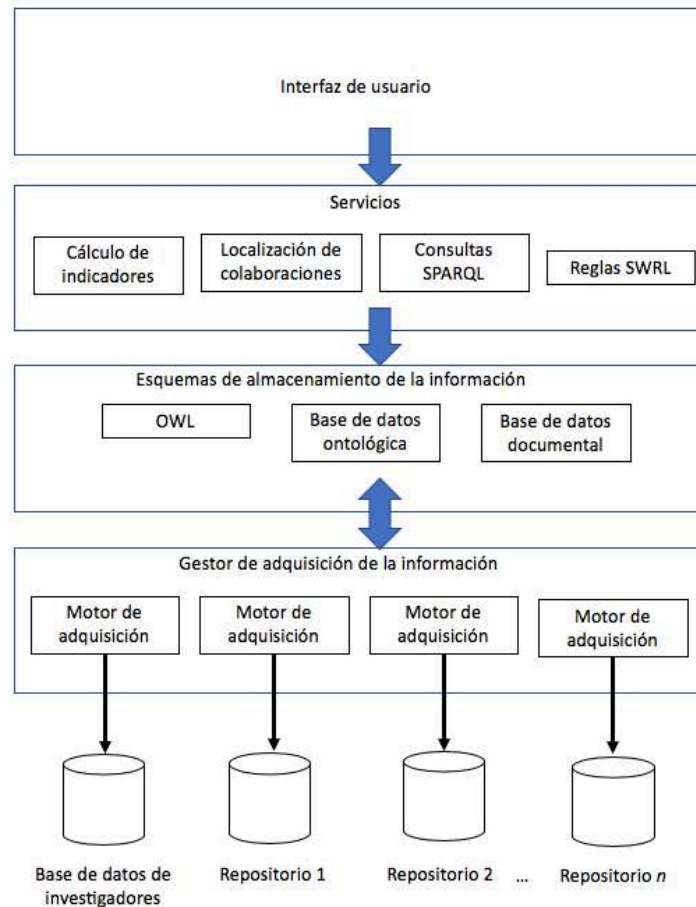 Interfaz de usuario
Servicios
Cálculo de
indicadores
Localización de
colaboraciones
Consultas
SPARQL
Reglas SWRL
Esquemas de almacenamiento de la información
OWL
Base de datos
ontológica
Base de datos
documental
Gestor de adquisición de la información
Motor de
adquisición
Motor de
adquisición
Motor de
adquisición
Motor de
adquisición
Base de datos de
investigadores
Repositorio 1
Repositorio 2
...
Repositorio n